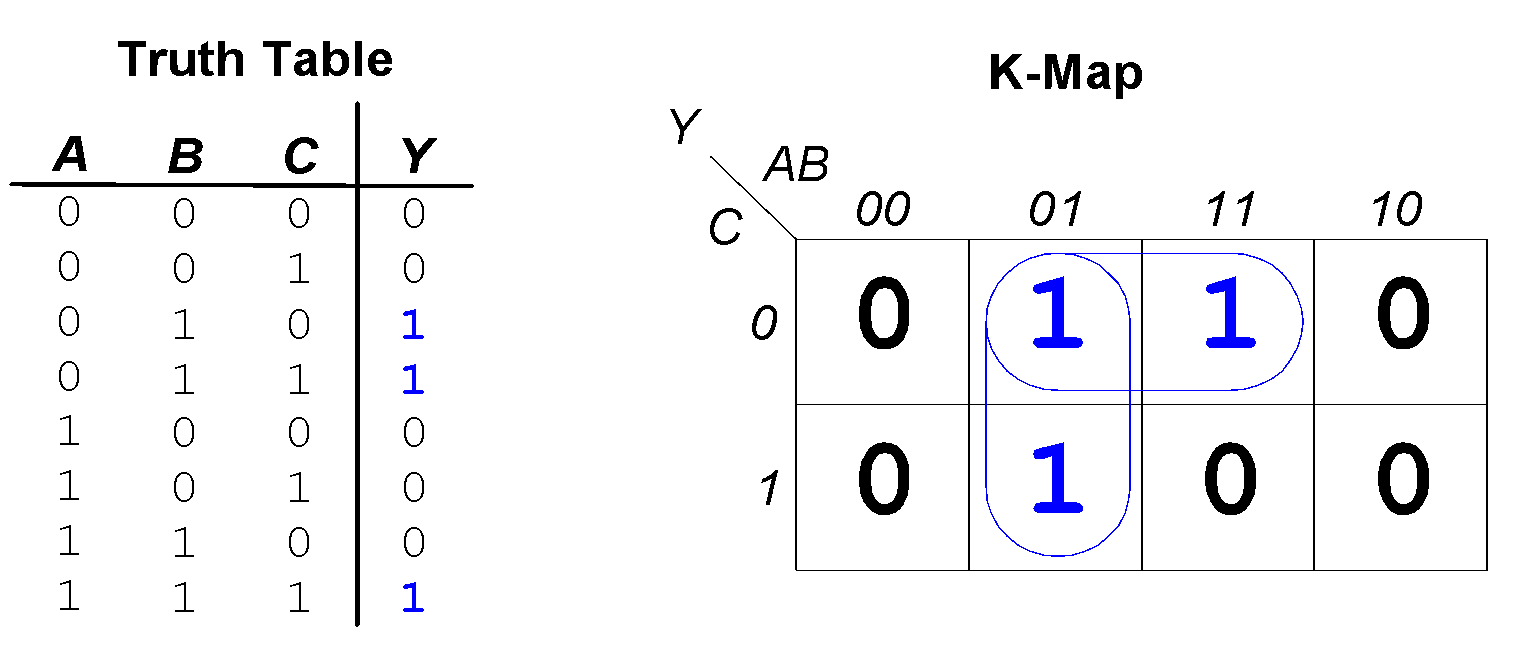 Truth Table
A B C Y
0 0 0 0
0 0 1 0
0 1 0 1
0 1 1 1
1 0 0 0
1 0 1 0
1 1 0 0
1 1 1 1
K-Map
Y
AB
C
00 01 11 10
0 0 1 1 0
1 0 1 0 0